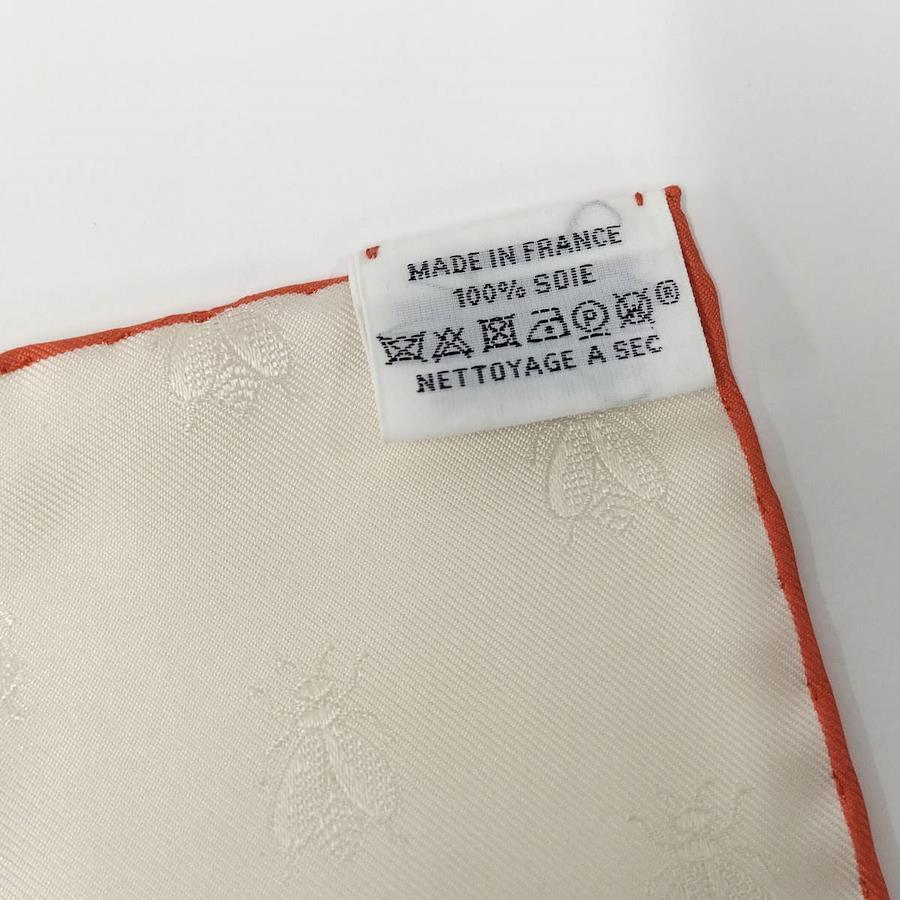 MADE IN FRANCE
100% SOIE
P W ®
NETTOYAGE A SEC